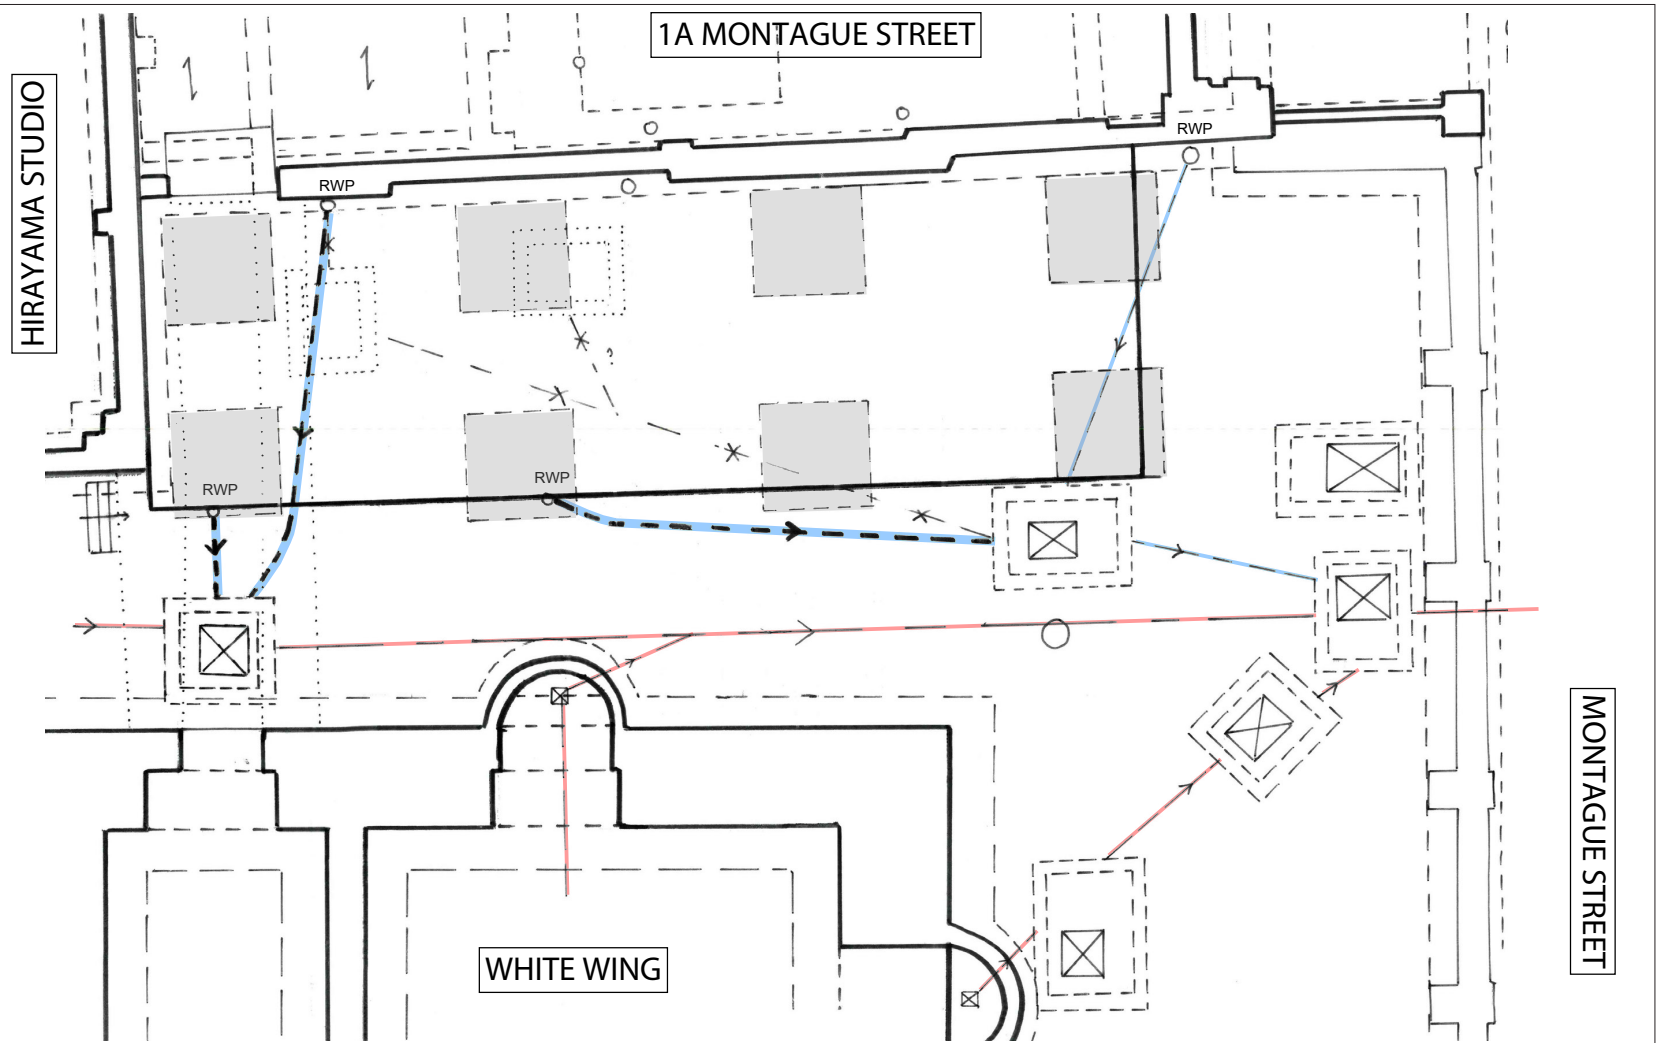 1A MONTAGUE STREET
HIRAYAMA STUDIO
RWP
RWP
RWP
RWP
?
MONTAGUE STREET
WHITE WING